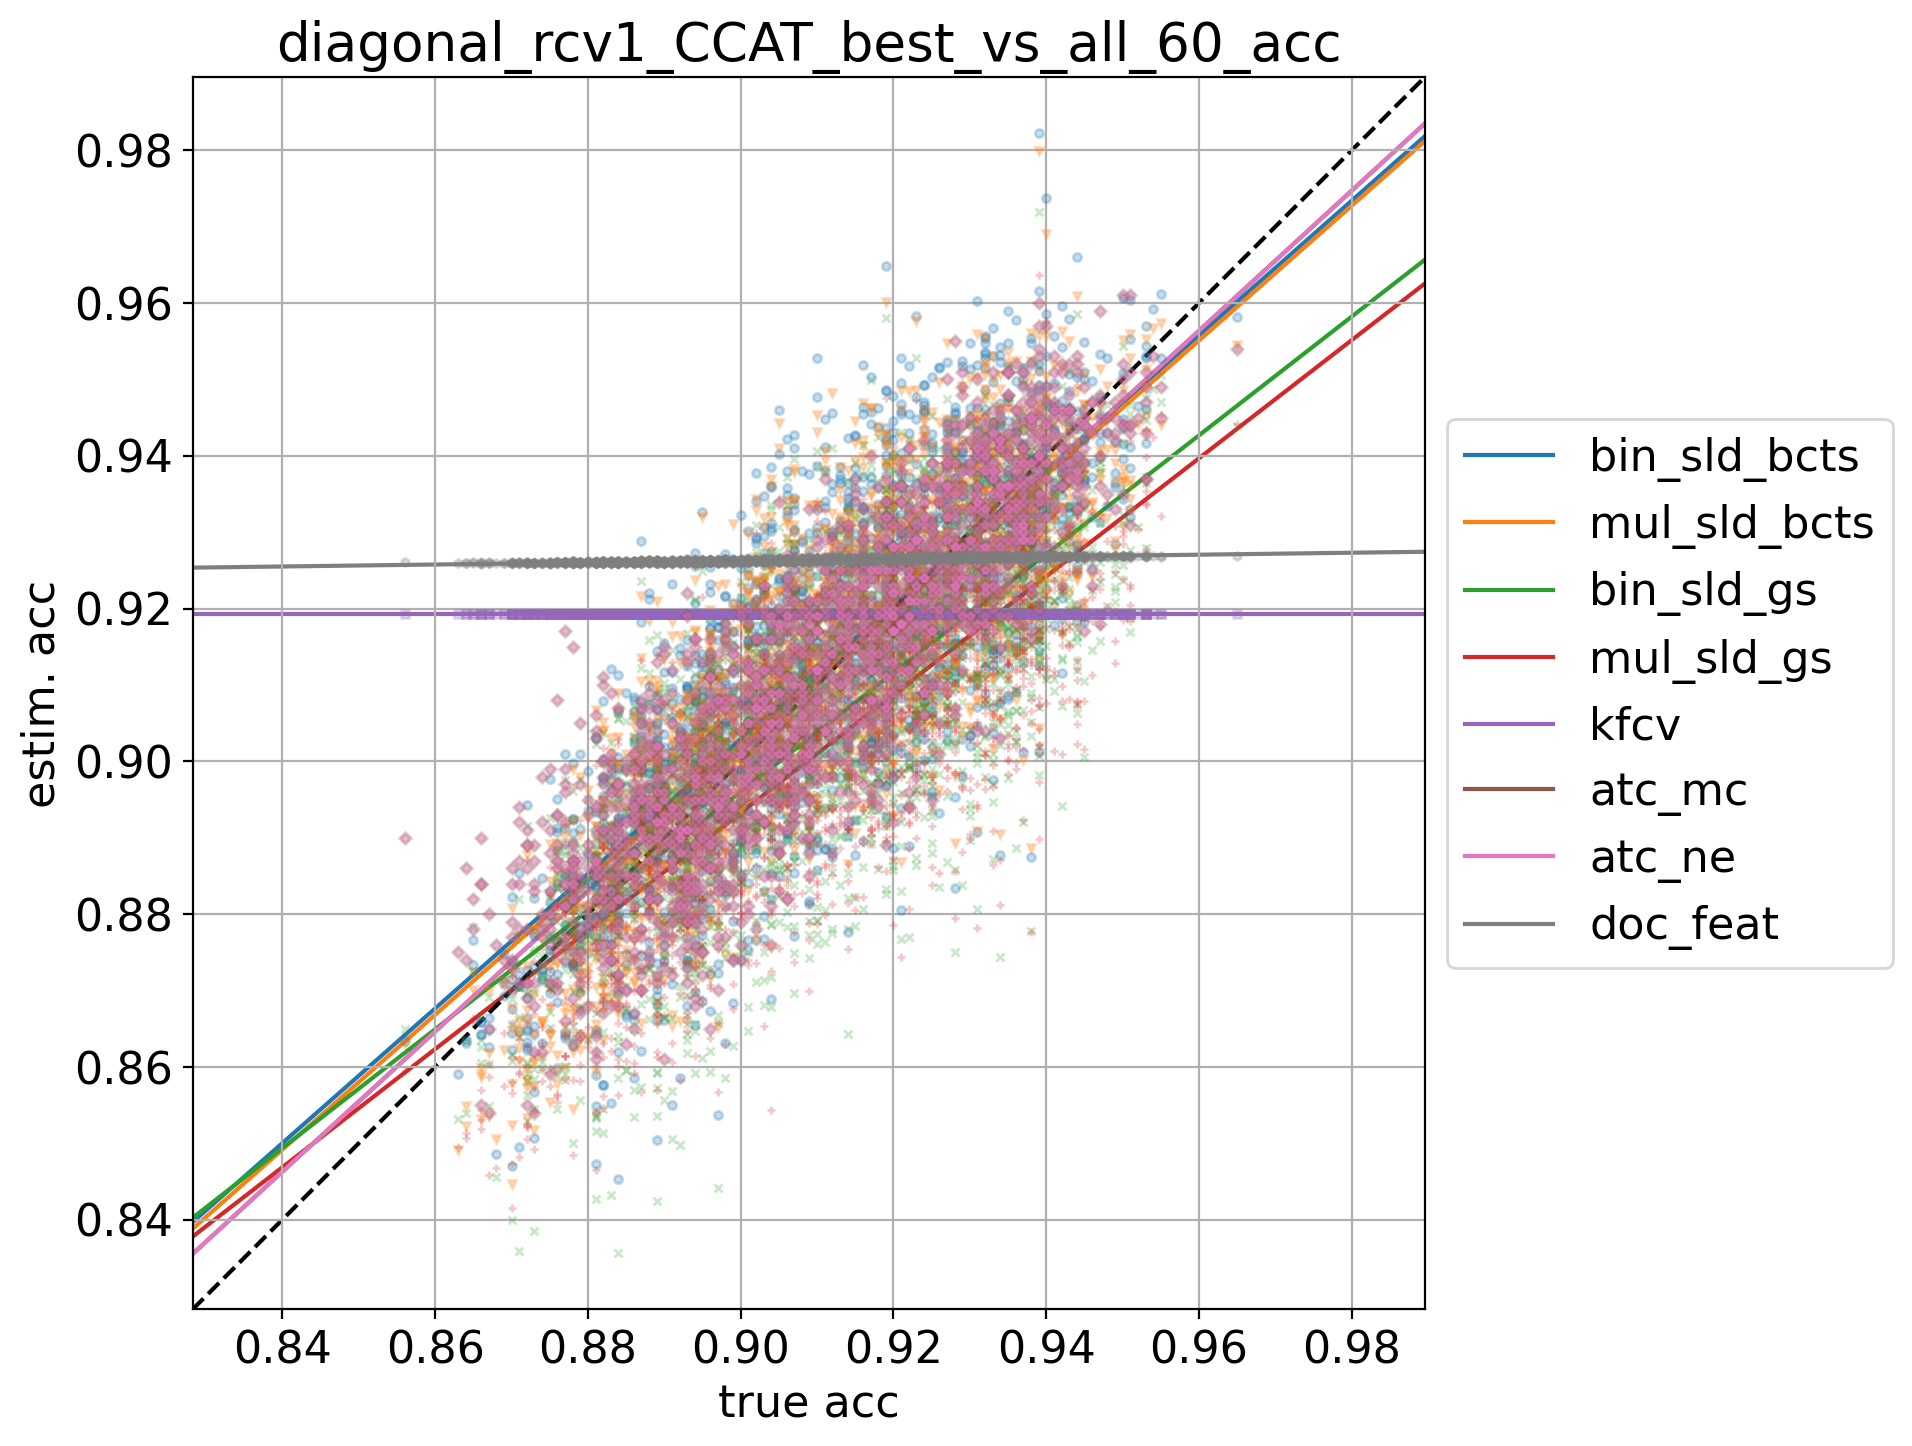 diagonal_rcv1_CCAT_best_vs_all_60_acc
0.98
0.96
0.94
0.92
0.90
0.88
0.86
0.84
estim. acc
0.84 0.86 0.88 0.90 0.92 0.94 0.96 0.98
true acc
bin_sld_bcts
mul_sld_bcts
bin_sld_gs
mul_sld_gs
kfcv
atc_mc
atc_ne
doc_feat